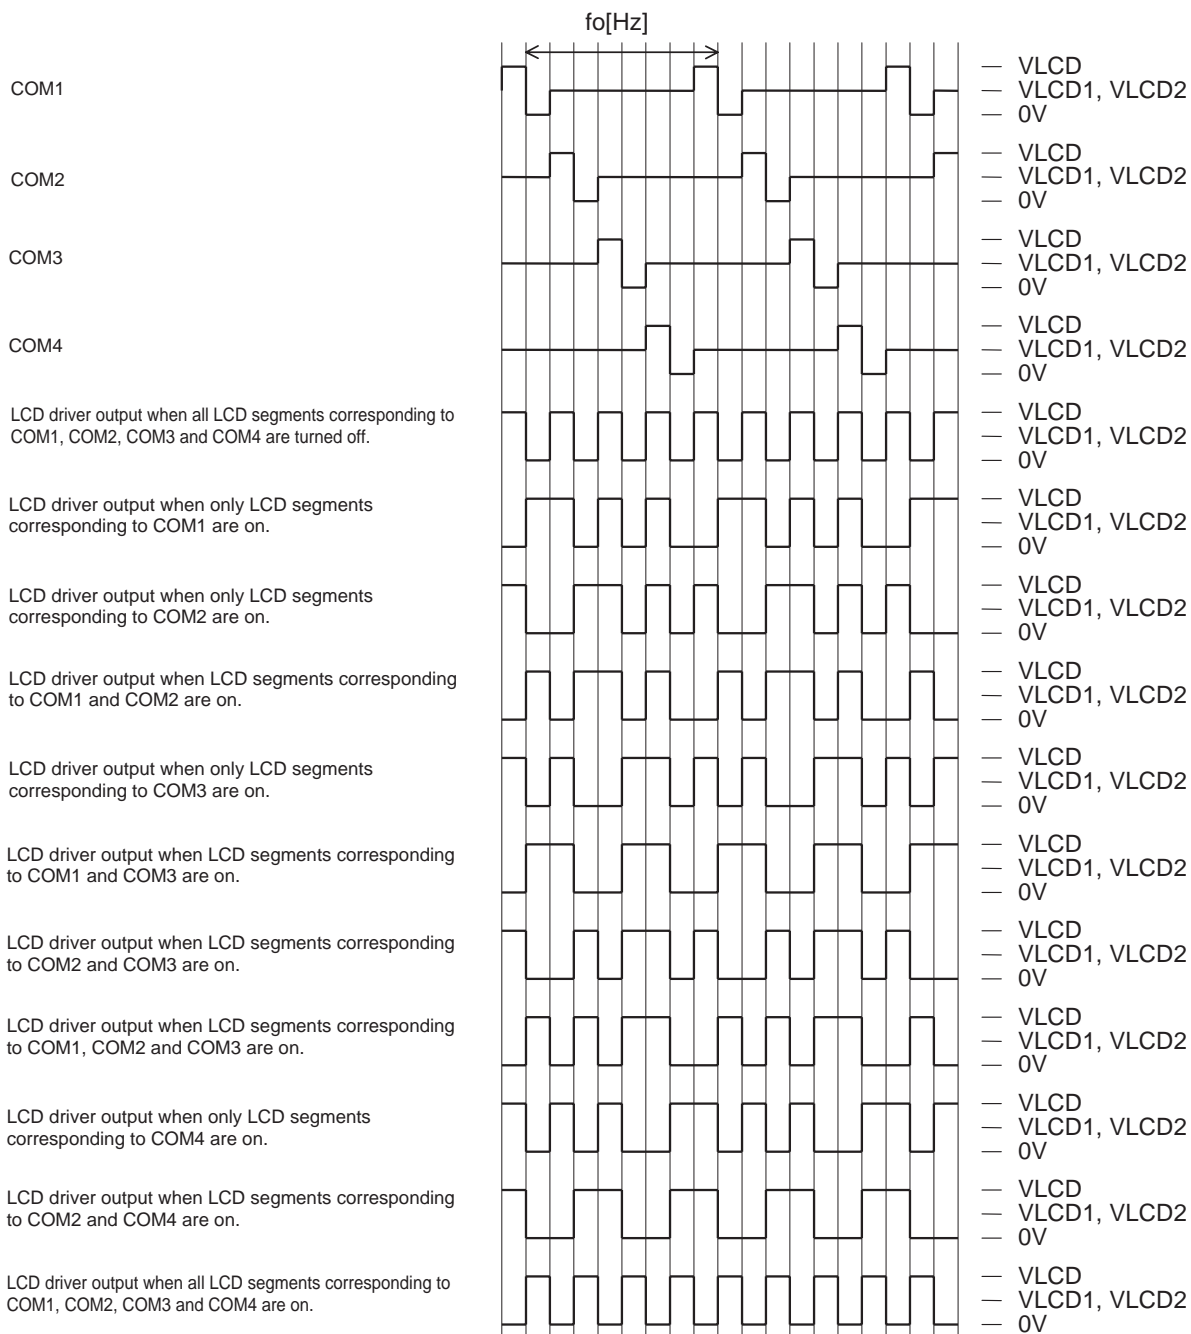 fo[Hz]
COM1
VLCD
VLCD1, VLCD2
0V
COM2
VLCD
VLCD1, VLCD2
0V
COM3
VLCD
VLCD1, VLCD2
0V
COM4
VLCD
VLCD1, VLCD2
0V
LCD driver output when all LCD segments corresponding to
COM1, COM2, COM3 and COM4 are turned off.
VLCD
VLCD1, VLCD2
0V
LCD driver output when only LCD segments
corresponding to COM1 are on.
VLCD
VLCD1, VLCD2
0V
LCD driver output when only LCD segments
corresponding to COM2 are on.
VLCD
VLCD1, VLCD2
0V
LCD driver output when LCD segments corresponding
to COM1 and COM2 are on.
VLCD
VLCD1, VLCD2
0V
LCD driver output when only LCD segments
corresponding to COM3 are on.
VLCD
VLCD1, VLCD2
0V
LCD driver output when LCD segments corresponding
to COM1 and COM3 are on.
VLCD
VLCD1, VLCD2
0V
LCD driver output when LCD segments corresponding
to COM2 and COM3 are on.
VLCD
VLCD1, VLCD2
0V
LCD driver output when LCD segments corresponding
to COM1, COM2 and COM3 are on.
VLCD
VLCD1, VLCD2
0V
LCD driver output when only LCD segments
corresponding to COM4 are on.
VLCD
VLCD1, VLCD2
0V
LCD driver output when LCD segments corresponding
to COM2 and COM4 are on.
VLCD
VLCD1, VLCD2
0V
LCD driver output when all LCD segments corresponding to
COM1, COM2, COM3 and COM4 are on.
VLCD
VLCD1, VLCD2
0V